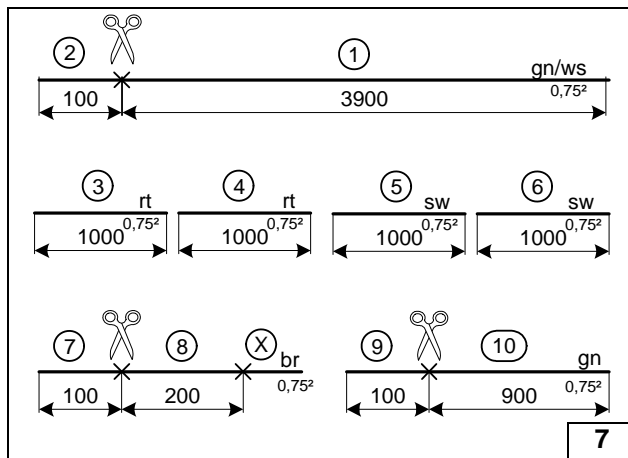 2 1 gn/ws
100 3900 0,75²
3 rt 4 rt 5 sw 6 sw
1000 0,75² 1000 0,75² 1000 0,75² 1000 0,75²
7 8 X br 9 10 gn
100 200 0,75² 100 900 0,75²
7